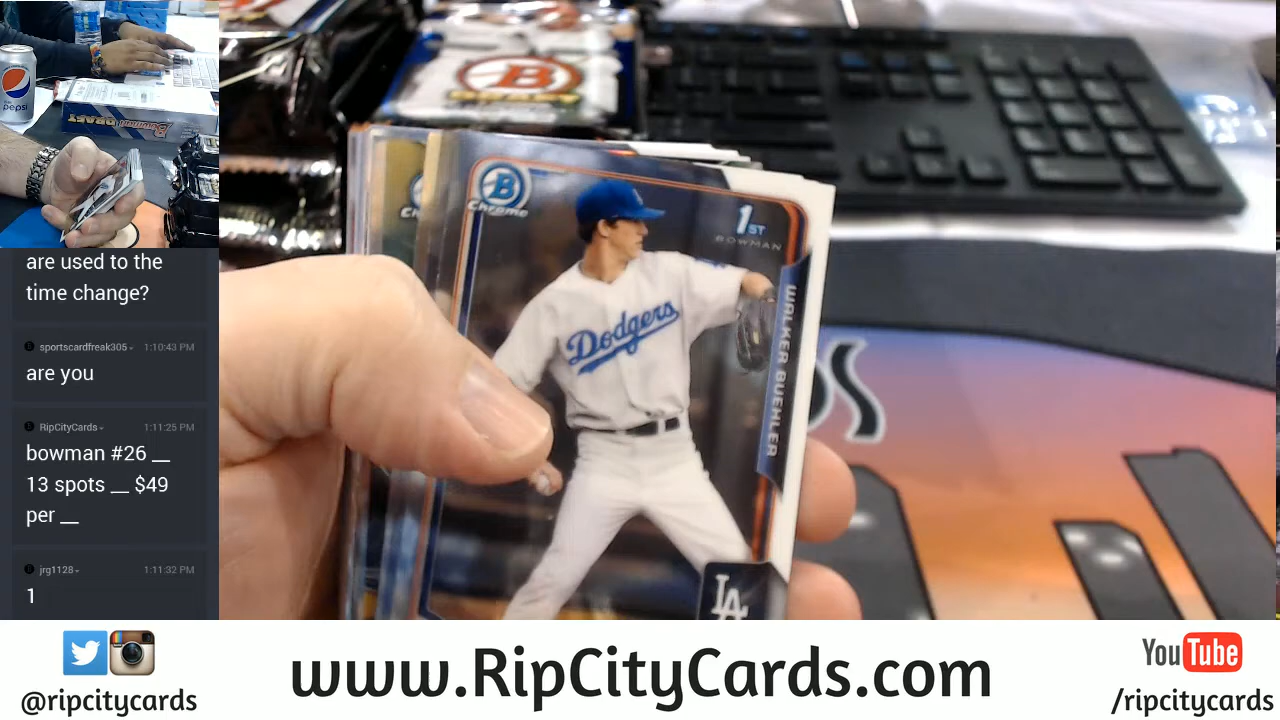 pepsi
Bowman DRAFT
are used to the
time change?
sportscardfreak305 1:10:43 PM
are you
RipCityCards 1:11:25 PM
bowman #26 __
13 spots __ $49
per __
jrg1128 1:11:32 PM
1
B
B
Chrome
1ST
BOWMAN
Dodgers
WALKER BUEHLER
LA
@ripcitycards
www.RipCityCards.com
YouTube
/ripcitycards